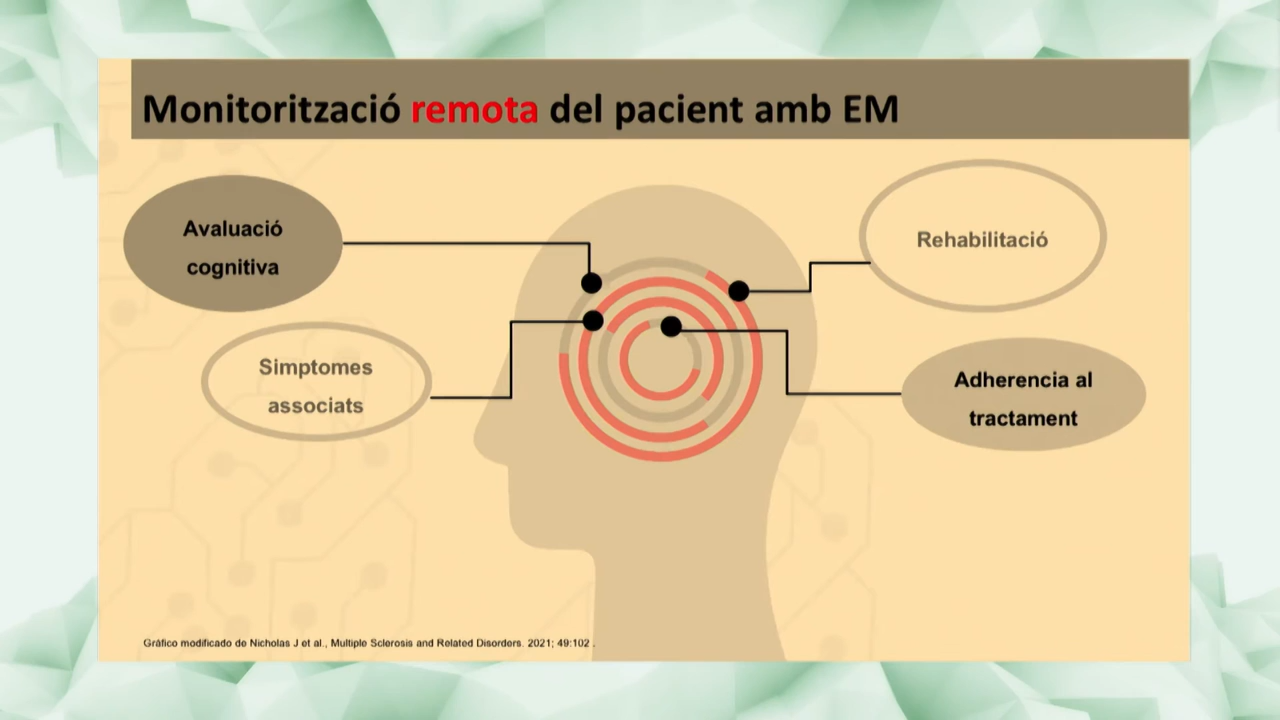 Monitorització remota del pacient amb EM
Avaluació
cognitiva
Simptomes
associats
Rehabilitació
Adherencia al
tractament
Gráfico modificado de Nicholas J et al., Multiple Sclerosis and Related Disorders. 2021; 49:102 .